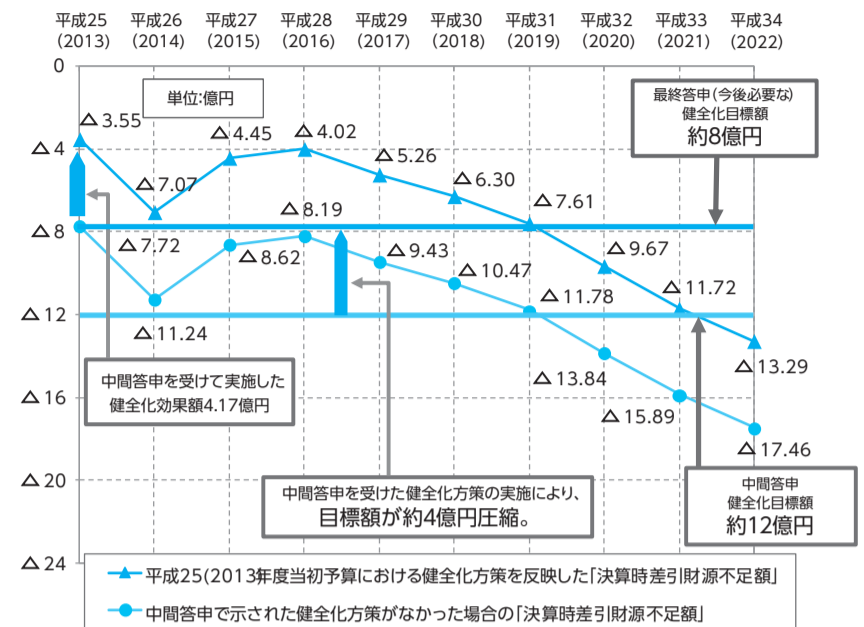 平成25 平成26 平成27 平成28 平成29 平成30 平成31 平成32 平成33 平成34
(2013) (2014) (2015) (2016) (2017) (2018) (2019) (2020) (2021) (2022)
0
単位:億円
最終答申(今後必要な)
健全化目標額
約8億円
△3.55
△4.45
△4.02
△4
△5.26
△7.07
△6.30
△7.61
△8.19
△8
△7.72
△8.62
△9.43
△9.67
△10.47
△11.78
△11.72
△12
△11.24
中間答申を受けて実施した
健全化効果額4.17億円
△13.29
△13.84
△16
△15.89
△17.46
△20
中間答申を受けた健全化方策の実施により、
目標額が約4億円圧縮。
中間答申
健全化目標額
約12億円
△24
平成25(2013年度当初予算における健全化方策を反映した「決算時差引財源不足額」
中間答申で示された健全化方策がなかった場合の「決算時差引財源不足額」